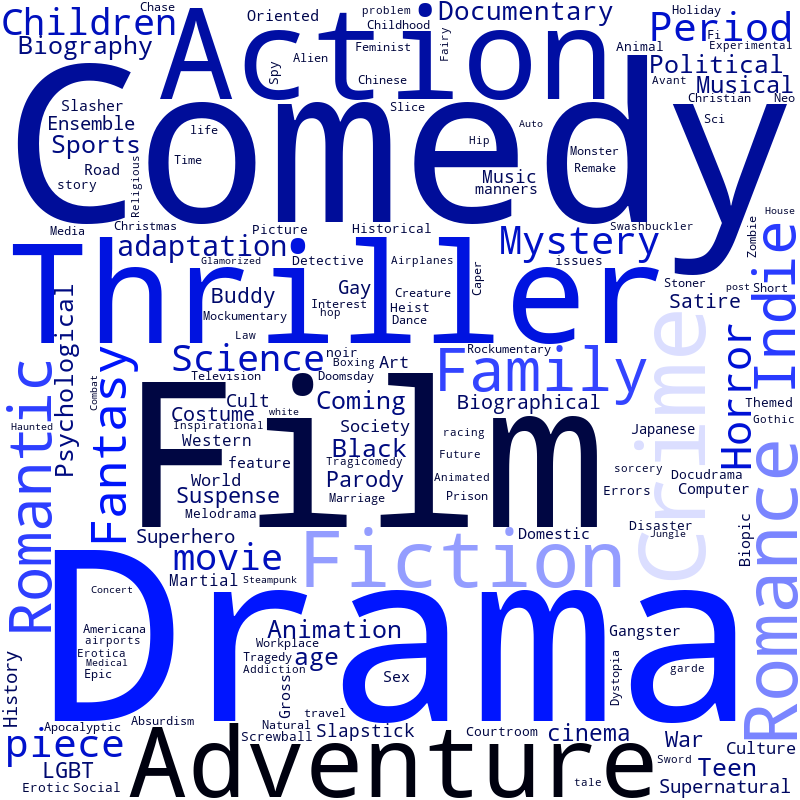 Chase
Children
Oriented
problem
Childhood
Documentary
Holiday
Period
Fi
Experimental
Biography
Action
Feminist
Fairy
Animal
Spy
Alien
Chinese
Political
Avant
Musical
Christian
Neo
Comedy
Slasher
Ensemble
Slice
Sci
life
Auto
Sports
Hip
Monster
Time
Remake
Road
story
Religious
Music
manners
Media
Christmas
Picture
Historical
Swashbuckler
House
Zombie
Thriller
adaptation
Mystery
Indie
Glamorized
Detective
Airplanes
Caper
issues
Stoner
post
Short
Buddy
Gay
Creature
Satire
Mockumentary
Interest
hop
Heist
Dance
Law
Psychological
Science
noir
Boxing
Art
Rockumentary
Family
Crime
Horror
Television
Doomsday
Romantic
Fantasy
Combat
Film
Cult
white
Coming
Biographical
Themed
Gothic
Costume
Inspirational
Society
racing
Japanese
Haunted
Western
Black
Future
feature
Tragicomedy
sorcery
Docudrama
World
Parody
Animated
Suspense
Marriage
Prison
Errors
Computer
Melodrama
Romance
Superhero
Domestic
Disaster
Jungle
Biopic
movie
Fiction
Martial
Steampunk
Drama
Concert
Americana
airports
Animation
Gangster
Workplace
Erotica
Tragedy
age
Medical
Addiction
Epic
Sex
garde
Dystopia
History
Gross
travel
Apocalyptic
Absurdism
Natural
Screwball
Slapstick
Courtroom
cinema
War
piece
Adventure
Culture
Sword
LGBT
Teen
Erotic
Social
tale
Supernatural